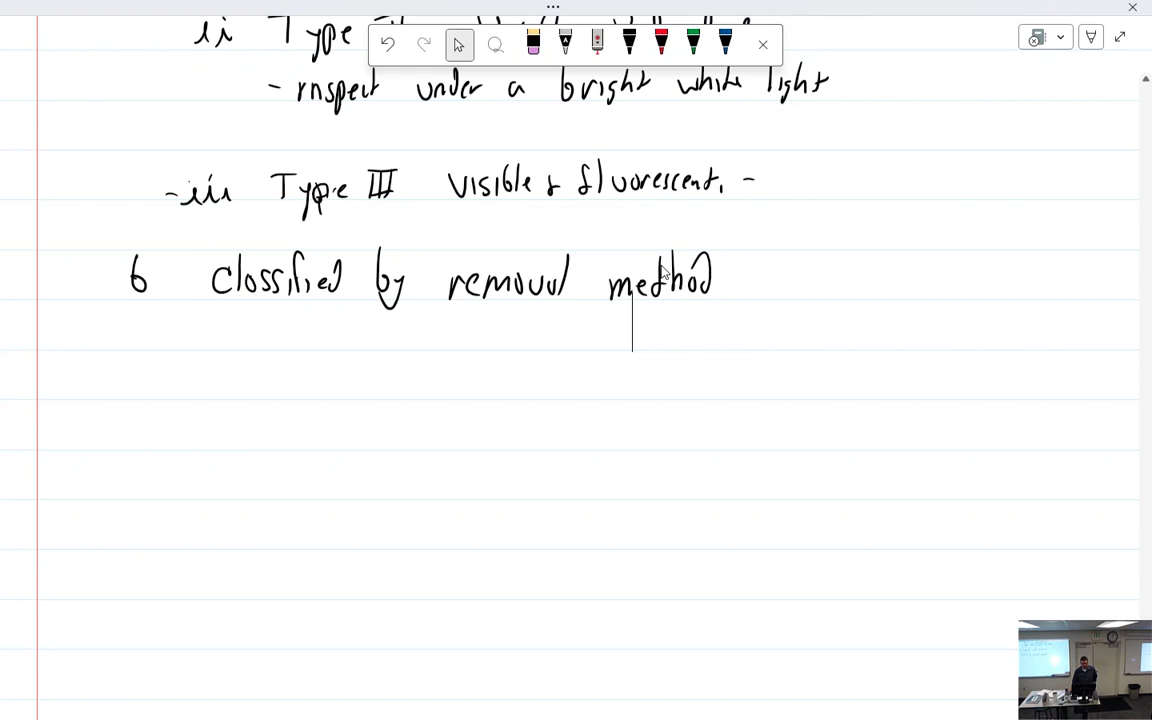 ii Type
- Inspect under a bright white light
- iii Type III visible & fluorescent. -
6 Classified by removal method